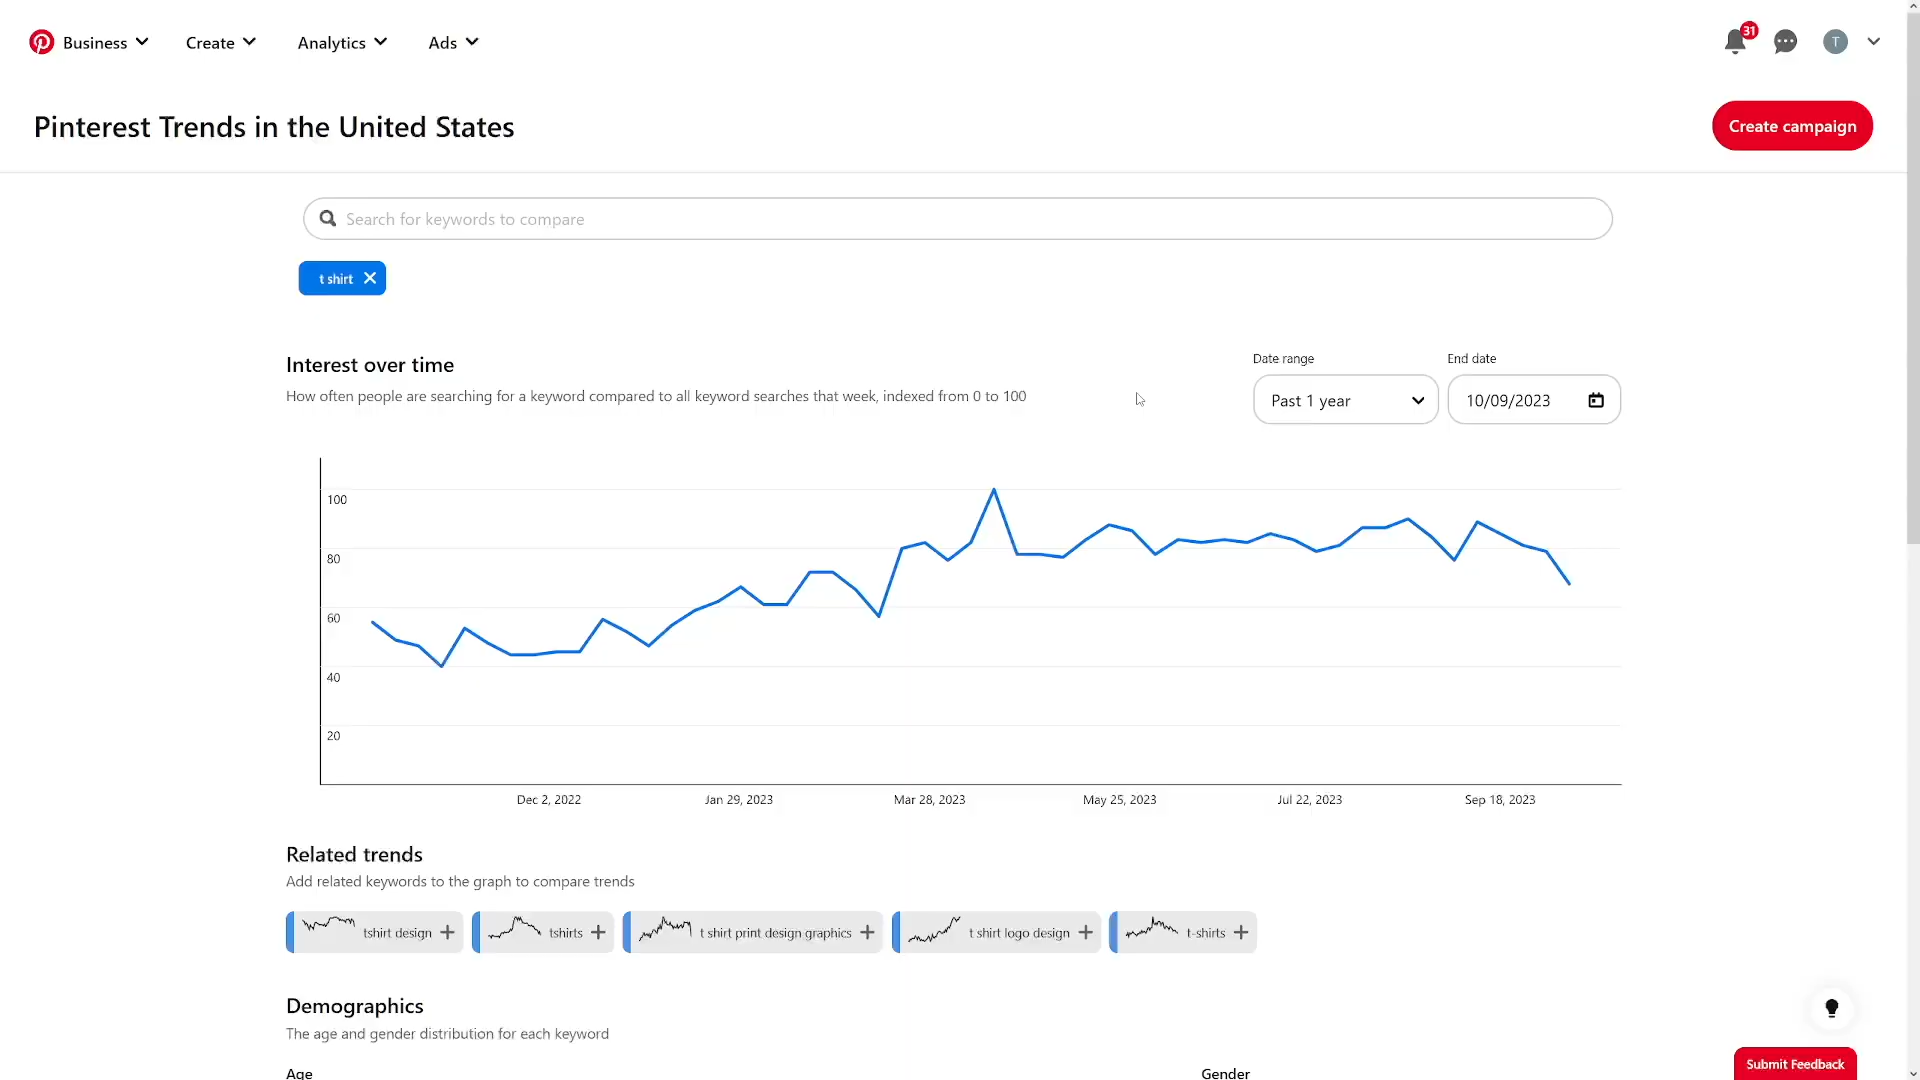 Business Create Analytics Ads 31 T
Pinterest Trends in the United States
Create campaign
Search for keywords to compare
t shirt
Interest over time
How often people are searching for a keyword compared to all keyword searches that week, indexed from 0 to 100
Date range End date
Past 1 year 10/09/2023
100
80
60
40
20
Dec 2, 2022 Jan 29, 2023 Mar 28, 2023 May 25, 2023 Jul 22, 2023 Sep 18, 2023
Related trends
Add related keywords to the graph to compare trends
tshirt design tshirts t shirt print design graphics t shirt logo design t-shirts
Demographics
The age and gender distribution for each keyword
Age Gender
Submit Feedback